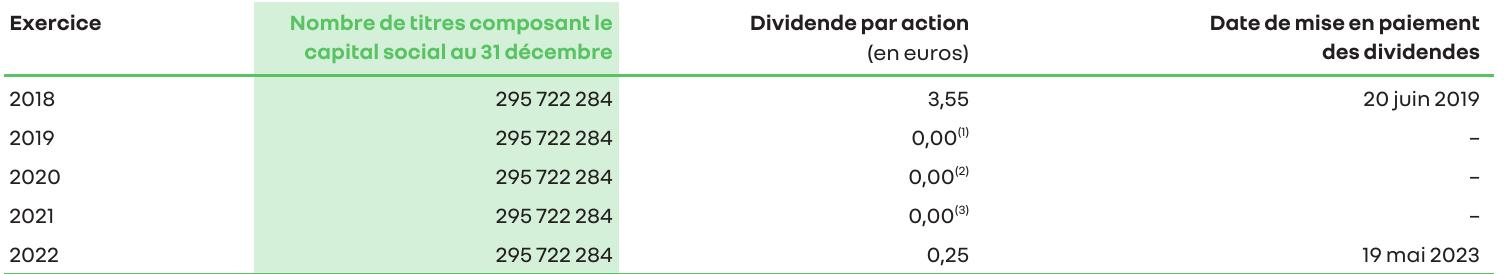 Exercice Nombre de titres composant le capital social au 31 décembre Dividende par action (en euros) Date de mise en paiement des dividendes
2018 295 722 284 3,55 20 juin 2019
2019 295 722 284 0,00(1) –
2020 295 722 284 0,00(2) –
2021 295 722 284 0,00(3) –
2022 295 722 284 0,25 19 mai 2023